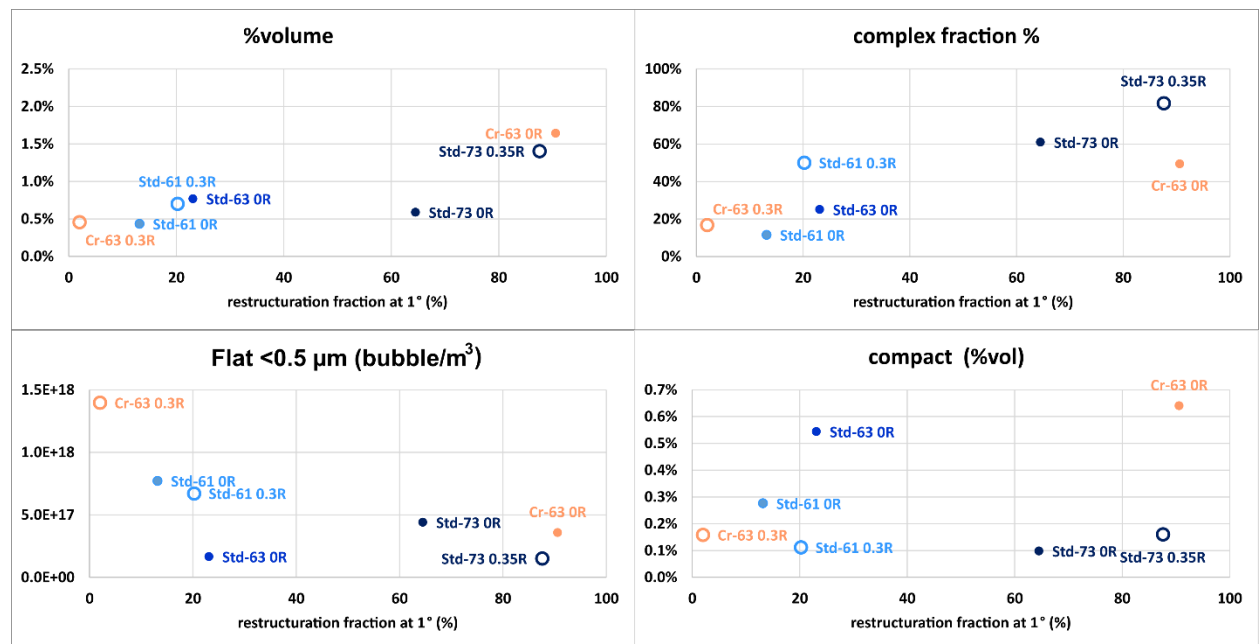 %volume
2.5%
2.0%
1.5%
1.0%
0.5%
0.0%
Cr-63 0R
Std-73 0.35R
Std-61 0.3R
Std-63 0R
Std-73 0R
Std-61 0R
Cr-63 0.3R
0 20 40 60 80 100
restructuration fraction at 1° (%)
complex fraction %
100%
80%
60%
40%
20%
0%
Std-73 0.35R
Std-73 0R
Std-61 0.3R
Cr-63 0R
Cr-63 0.3R
Std-63 0R
Std-61 0R
0 20 40 60 80 100
restructuration fraction at 1° (%)
Flat <0.5 µm (bubble/m³)
1.5E+18
1.0E+18
5.0E+17
0.0E+00
Cr-63 0.3R
Std-61 0R
Std-61 0.3R
Std-73 0R
Cr-63 0R
Std-63 0R
Std-73 0.35R
0 20 40 60 80 100
restructuration fraction at 1° (%)
compact (%vol)
0.7%
0.6%
0.5%
0.4%
0.3%
0.2%
0.1%
0.0%
Cr-63 0R
Std-63 0R
Std-61 0R
Cr-63 0.3R
Std-61 0.3R
Std-73 0R
Std-73 0.35R
0 20 40 60 80 100
restructuration fraction at 1° (%)